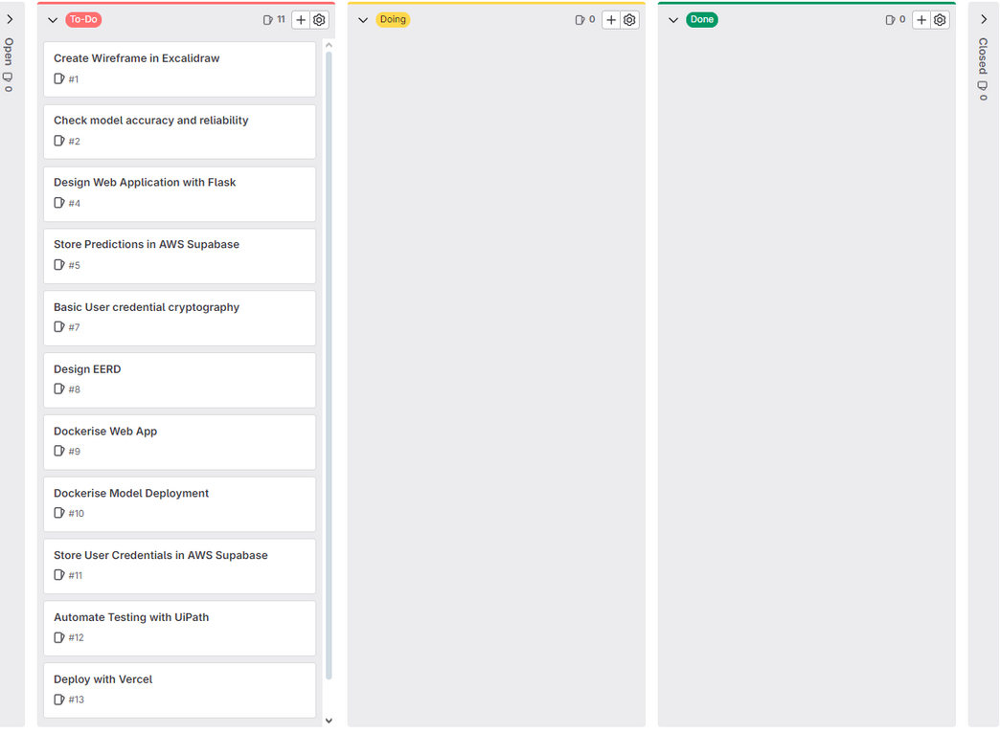 Open
0
To-Do
11
Create Wireframe in Excalidraw
#1
Check model accuracy and reliability
#2
Design Web Application with Flask
#4
Store Predictions in AWS Supabase
#5
Basic User credential cryptography
#7
Design EERD
#8
Dockerise Web App
#9
Dockerise Model Deployment
#10
Store User Credentials in AWS Supabase
#11
Automate Testing with UiPath
#12
Deploy with Vercel
#13
Doing
0
Done
0
Closed
0